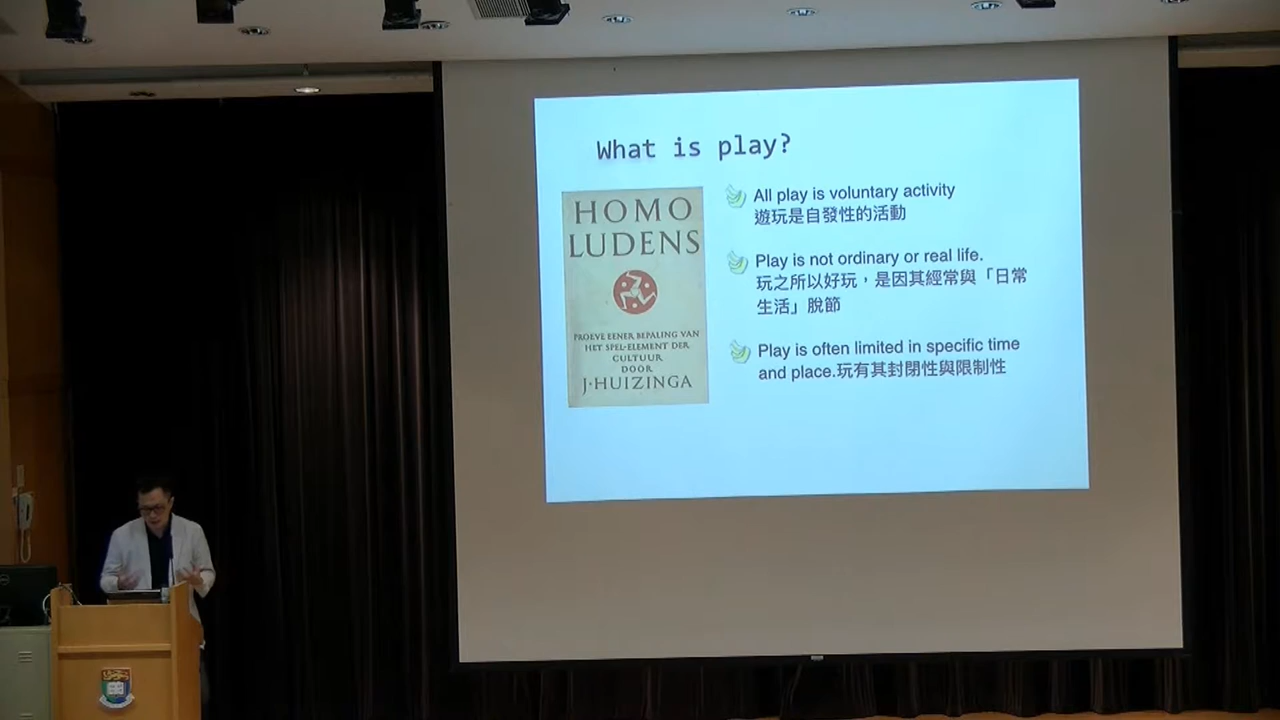 What is play?
HOMO
LUDENS
PROEVE EENER BEPALING VAN
HET SPEL-ELEMENT DER
CULTUUR
DOOR
J·HUIZINGA
All play is voluntary activity
遊玩是自發性的活動
Play is not ordinary or real life.
玩之所以好玩，是因其經常與「日常
生活」脫節
Play is often limited in specific time
and place.玩有其封閉性與限制性